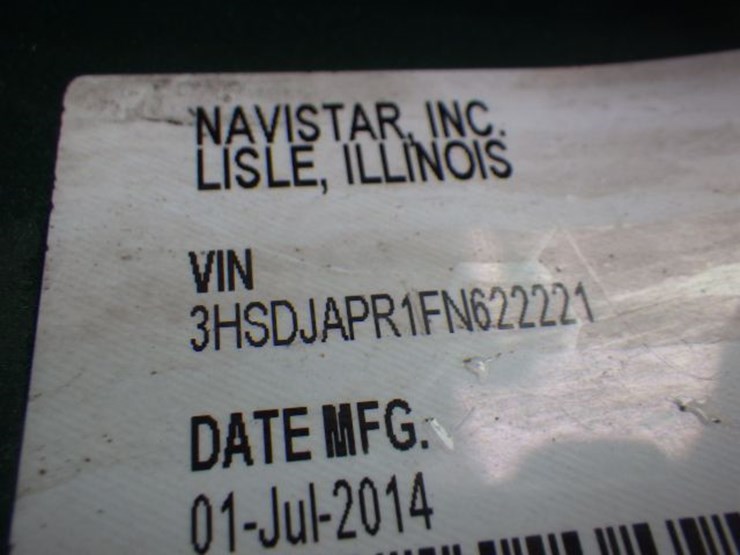 NAVISTAR, INC.
LISLE, ILLINOIS
VIN
3HSDJAPR1FN622221
DATE MFG.
01-Jul-2014